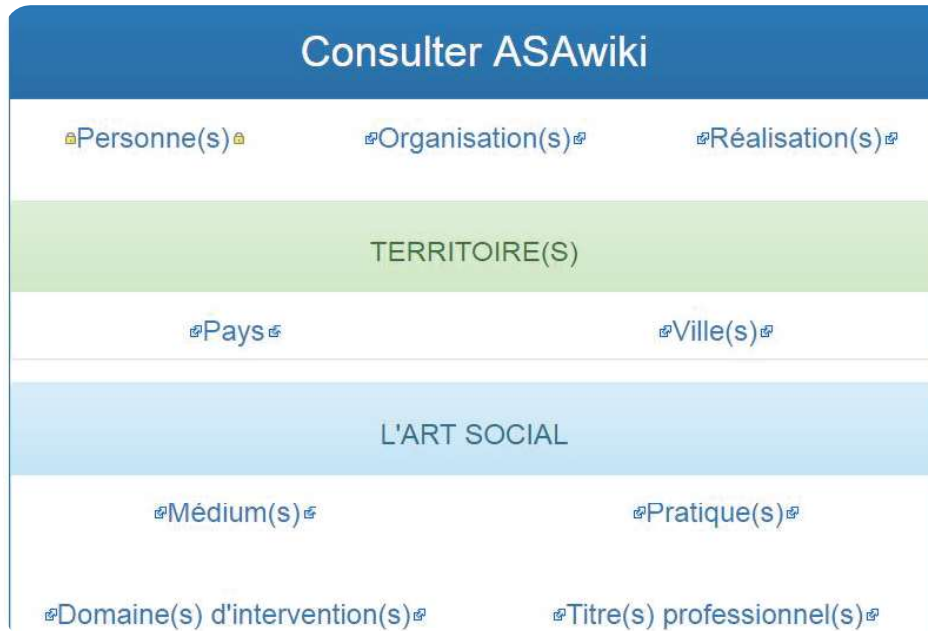 Consulter ASAwiki
Personne(s) Organisation(s) Réalisation(s)
TERRITOIRE(S)
Pays Ville(s)
L'ART SOCIAL
Médium(s) Pratique(s)
Domaine(s) d'intervention(s) Titre(s) professionnel(s)